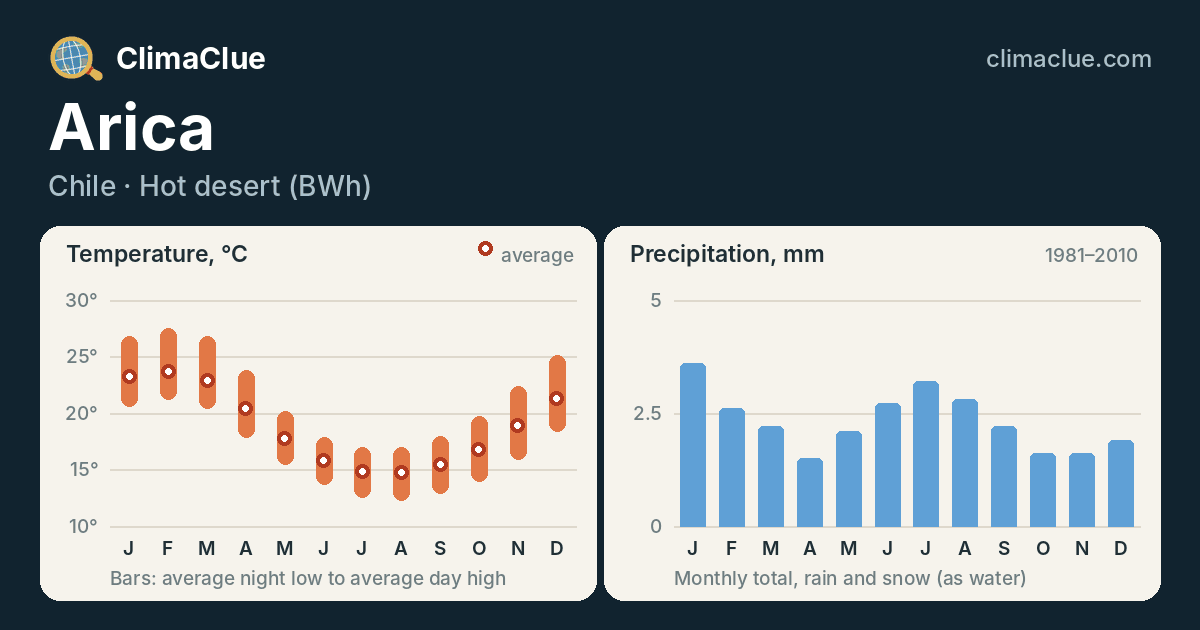 ClimaClue
climaclue.com
Arica
Chile · Hot desert (BWh)
Temperature, °C
average
30°
25°
20°
15°
10°
J F M A M J J A S O N D
Bars: average night low to average day high
Precipitation, mm
1981–2010
5
2.5
0
J F M A M J J A S O N D
Monthly total, rain and snow (as water)